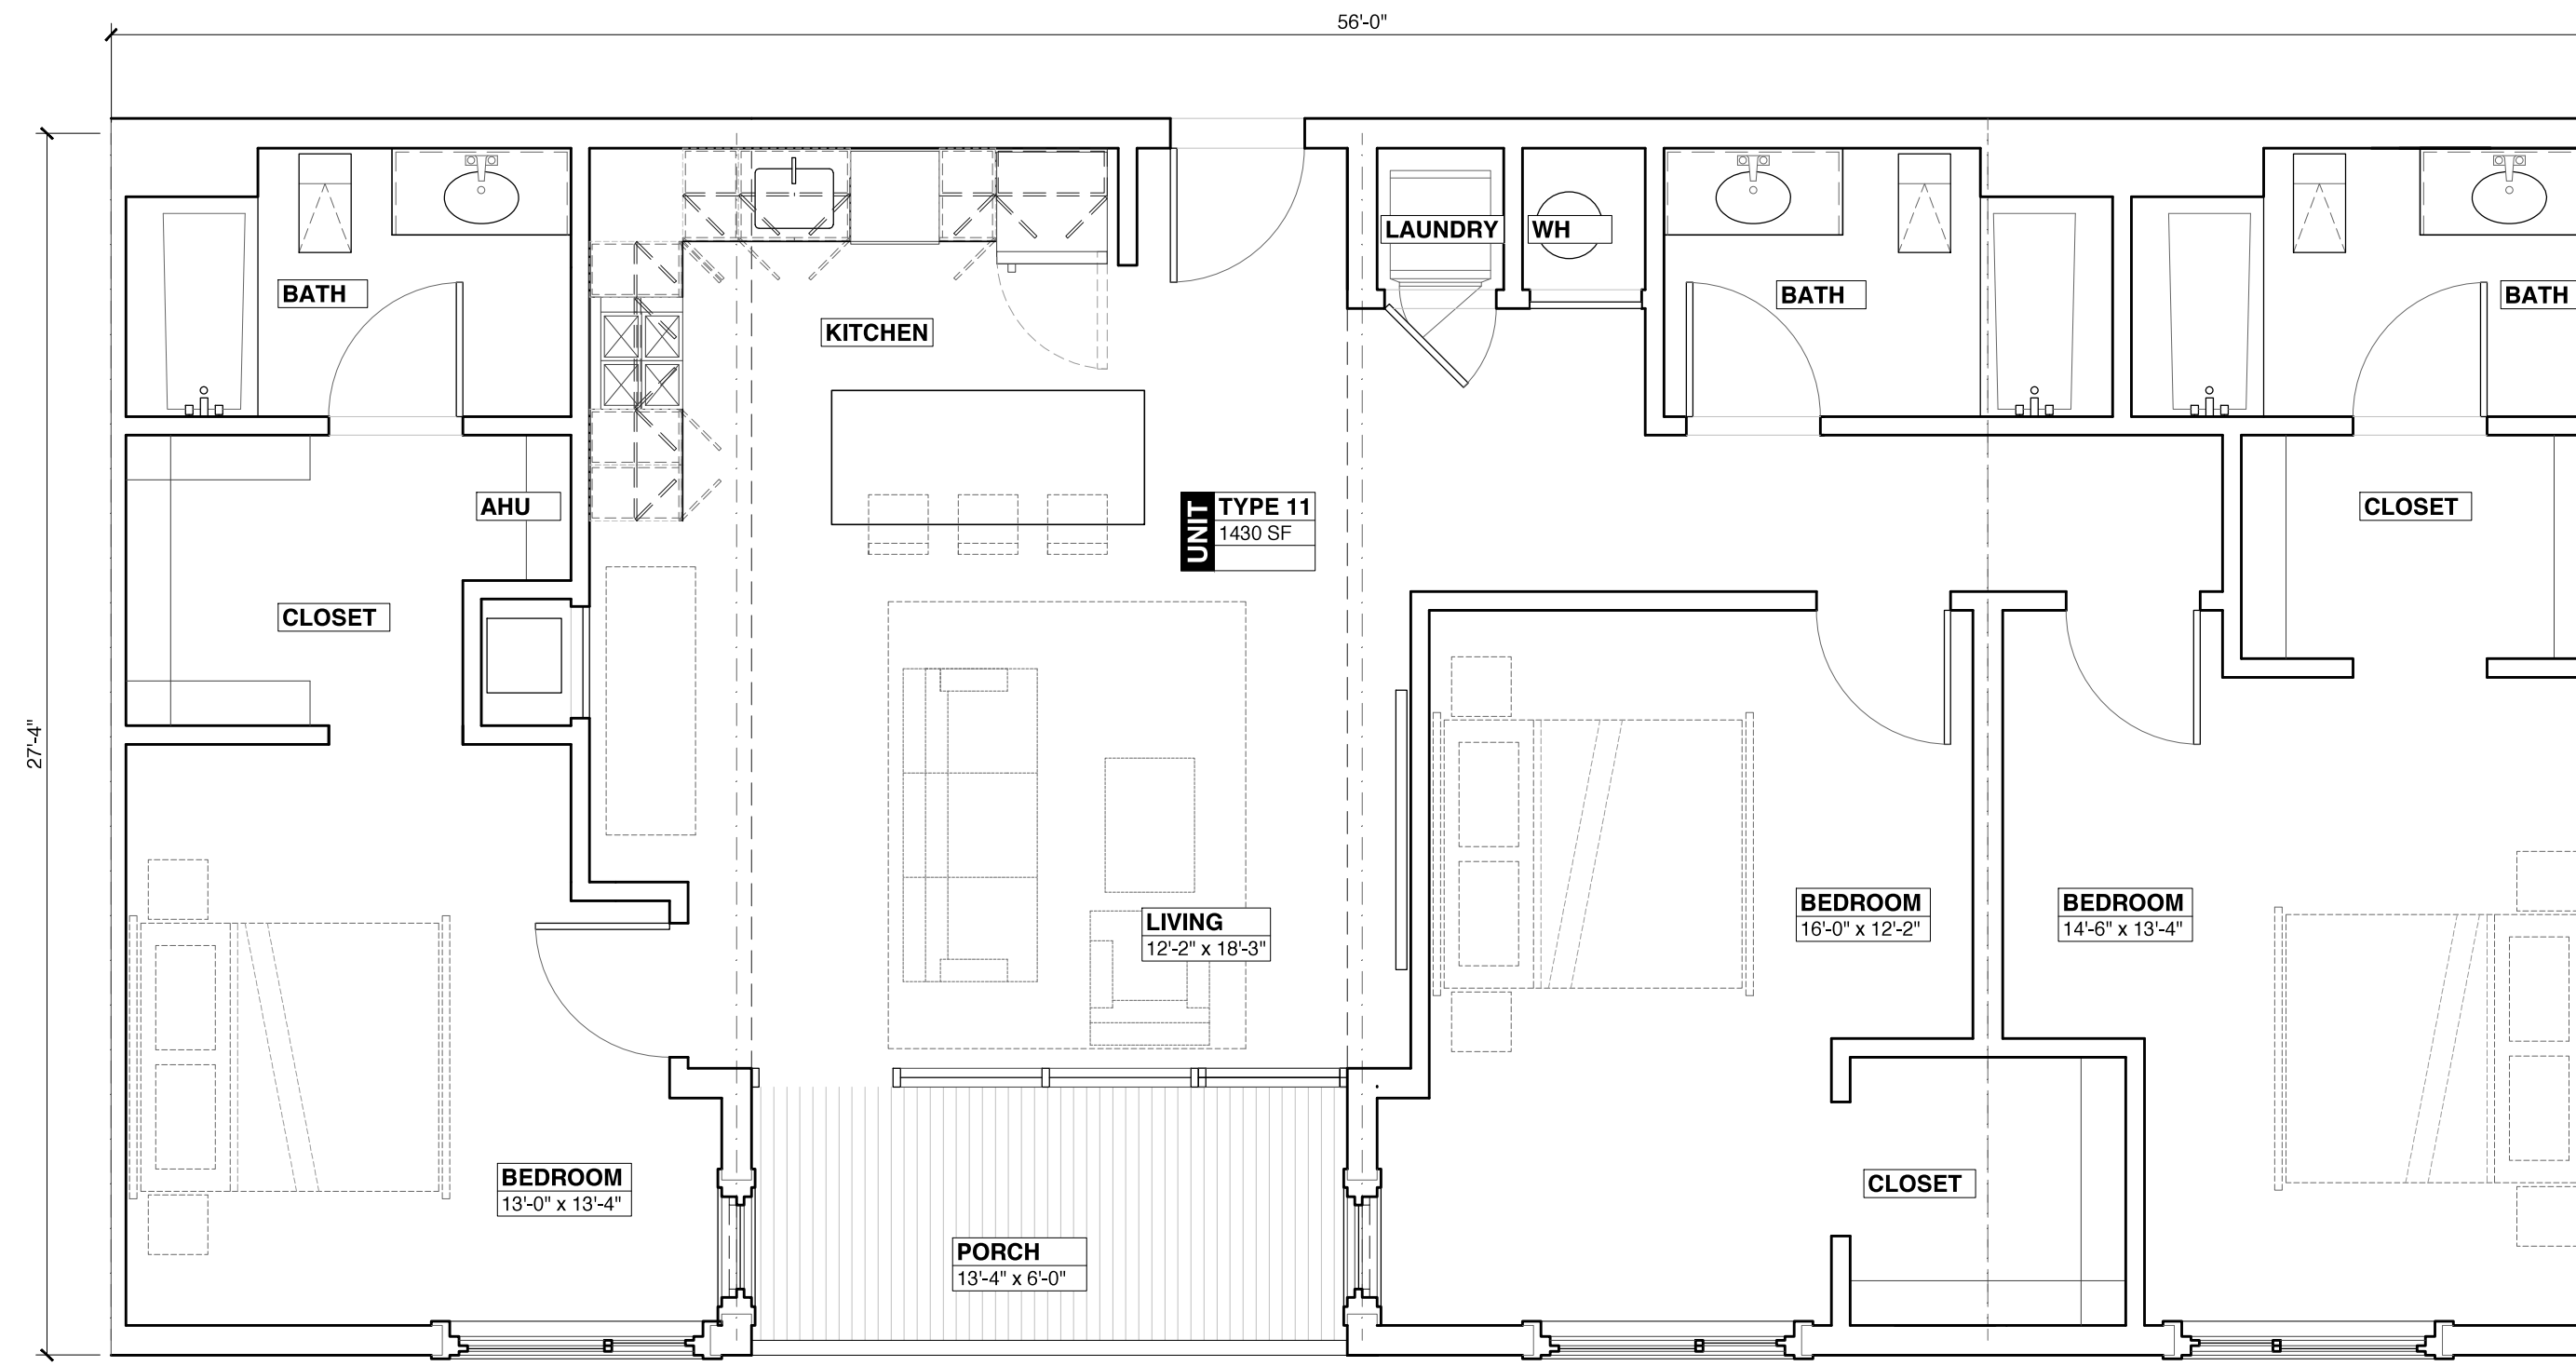 56'-0"
LAUNDRY
WH
BATH
BATH
BATH
KITCHEN
AHU
UNIT
TYPE 11
1430 SF
CLOSET
CLOSET
27'-4"
LIVING
12'-2" x 18'-3"
BEDROOM
16'-0" x 12'-2"
BEDROOM
14'-6" x 13'-4"
BEDROOM
13'-0" x 13'-4"
CLOSET
PORCH
13'-4" x 6'-0"